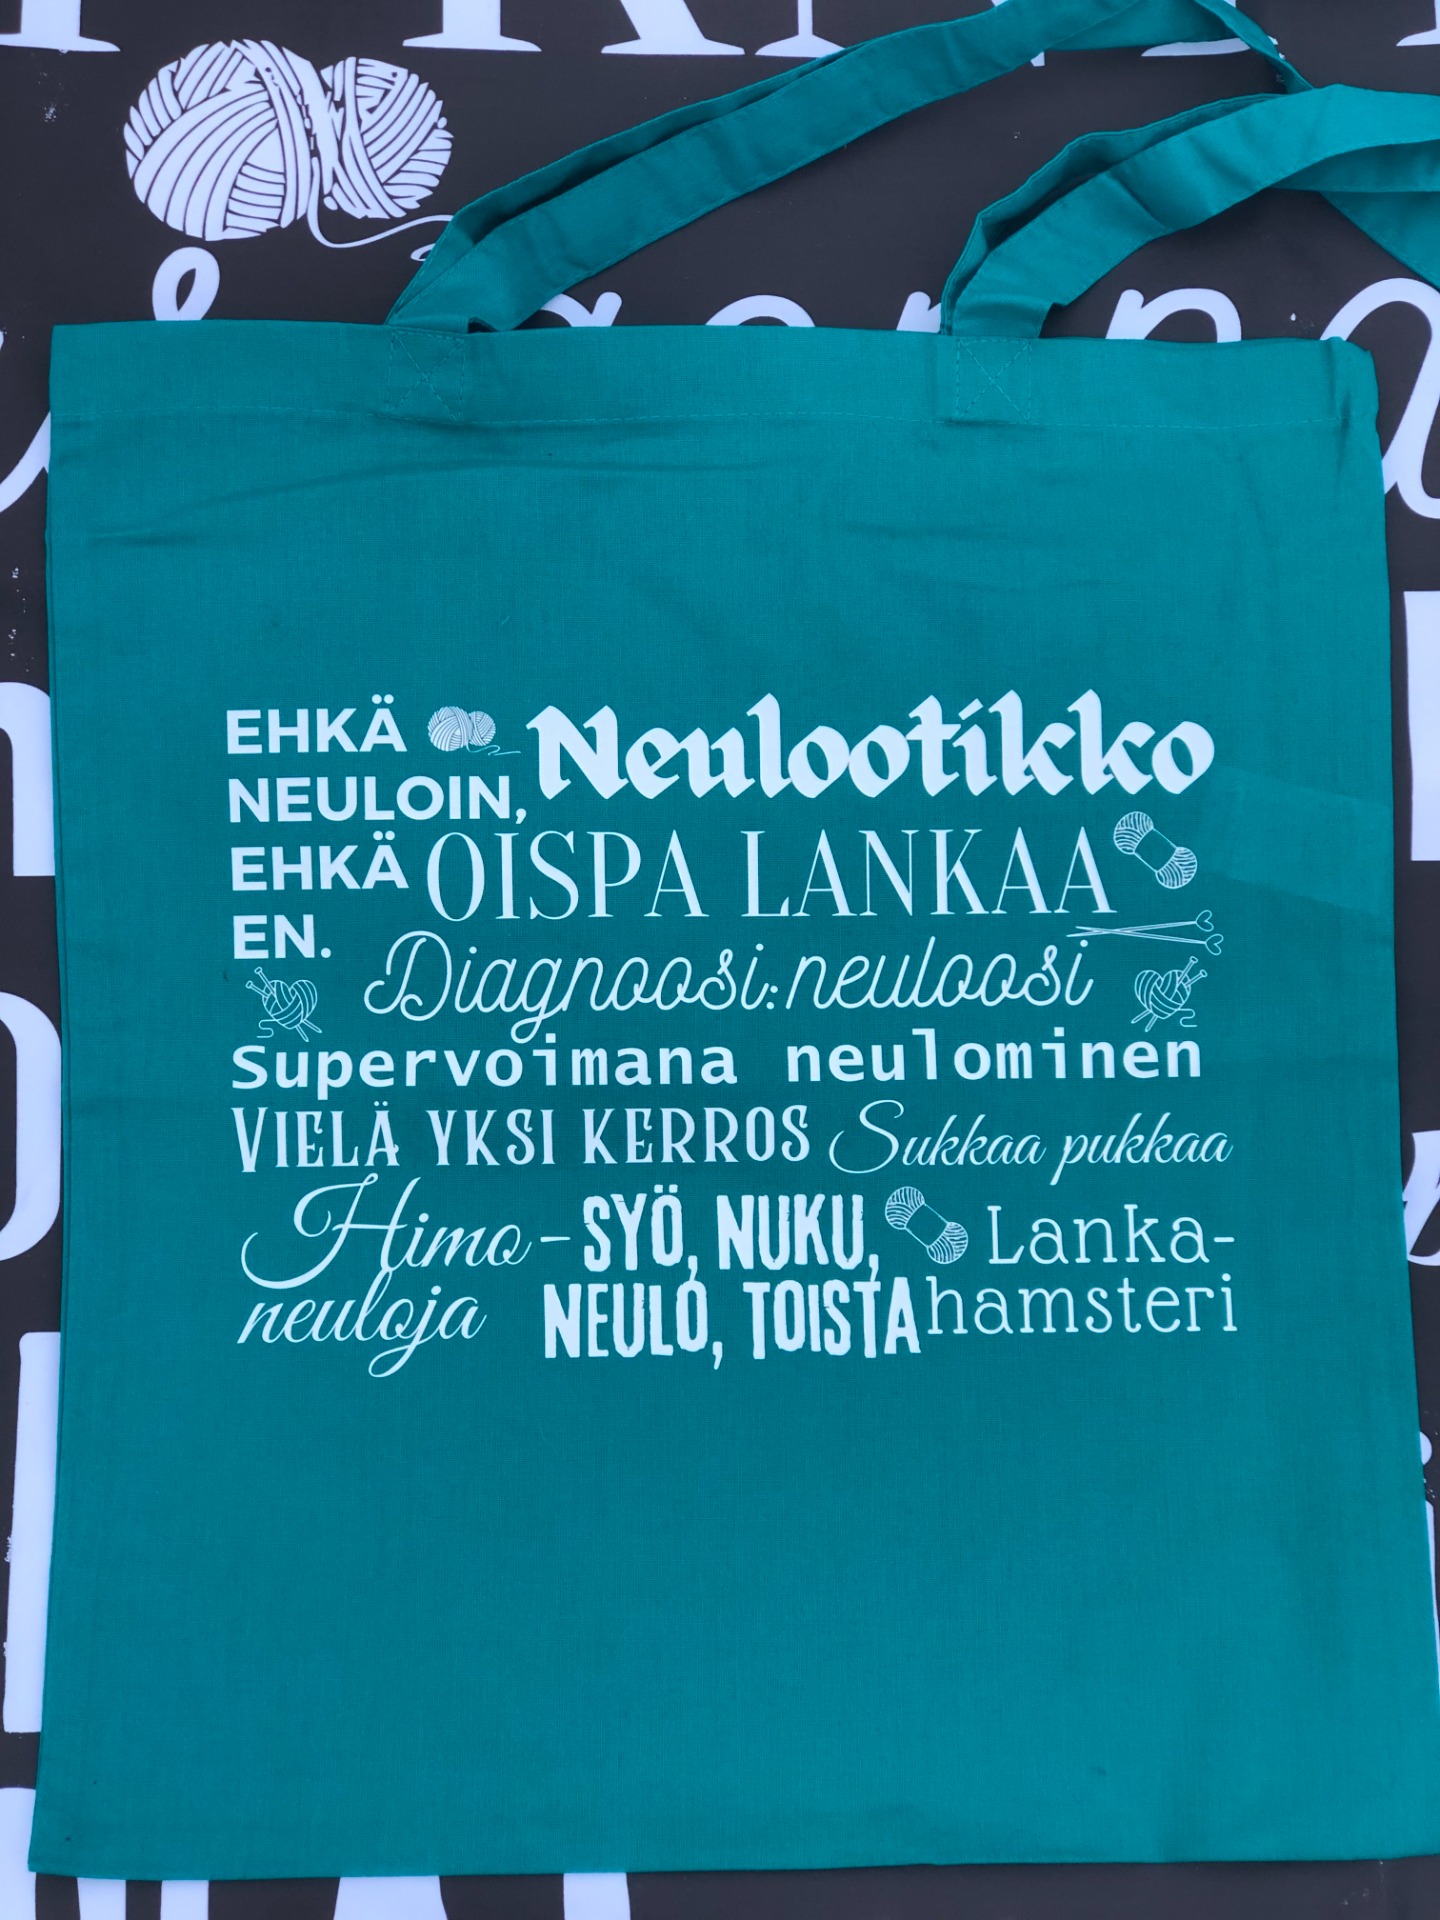 EHKÄ
NEULOIN,
EHKÄ
EN.
Neulootikko
OISPA LANKAA
Diagnoosi: neuloosi
Supervoimana neulominen
VIELÄ YKSI KERROS
Sukkaa pukkaa
Himo-
neuloja
SYÖ, NUKU,
NEULO, TOISTA
Lanka-
hamsteri